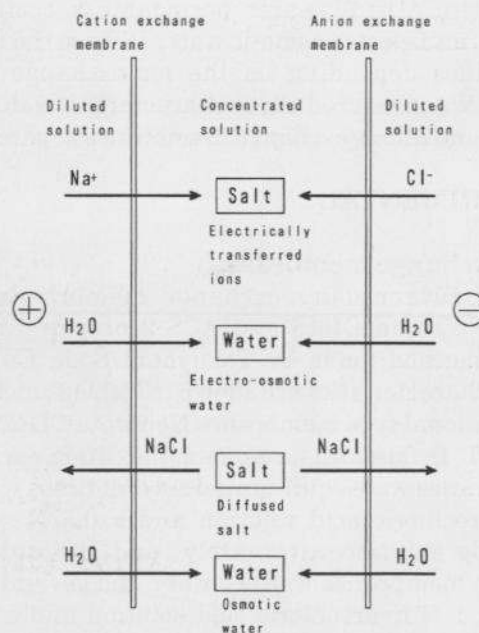 Cation exchange Anion exchange
membrane membrane
Diluted Concentrated Diluted
solution solution solution
Na⁺ Cl⁻
Salt
Electrically
transferred
ions
+ −
H₂O H₂O
Water
Electro-osmotic
water
NaCl NaCl
Salt
Diffused
salt
H₂O H₂O
Water
Osmotic
water